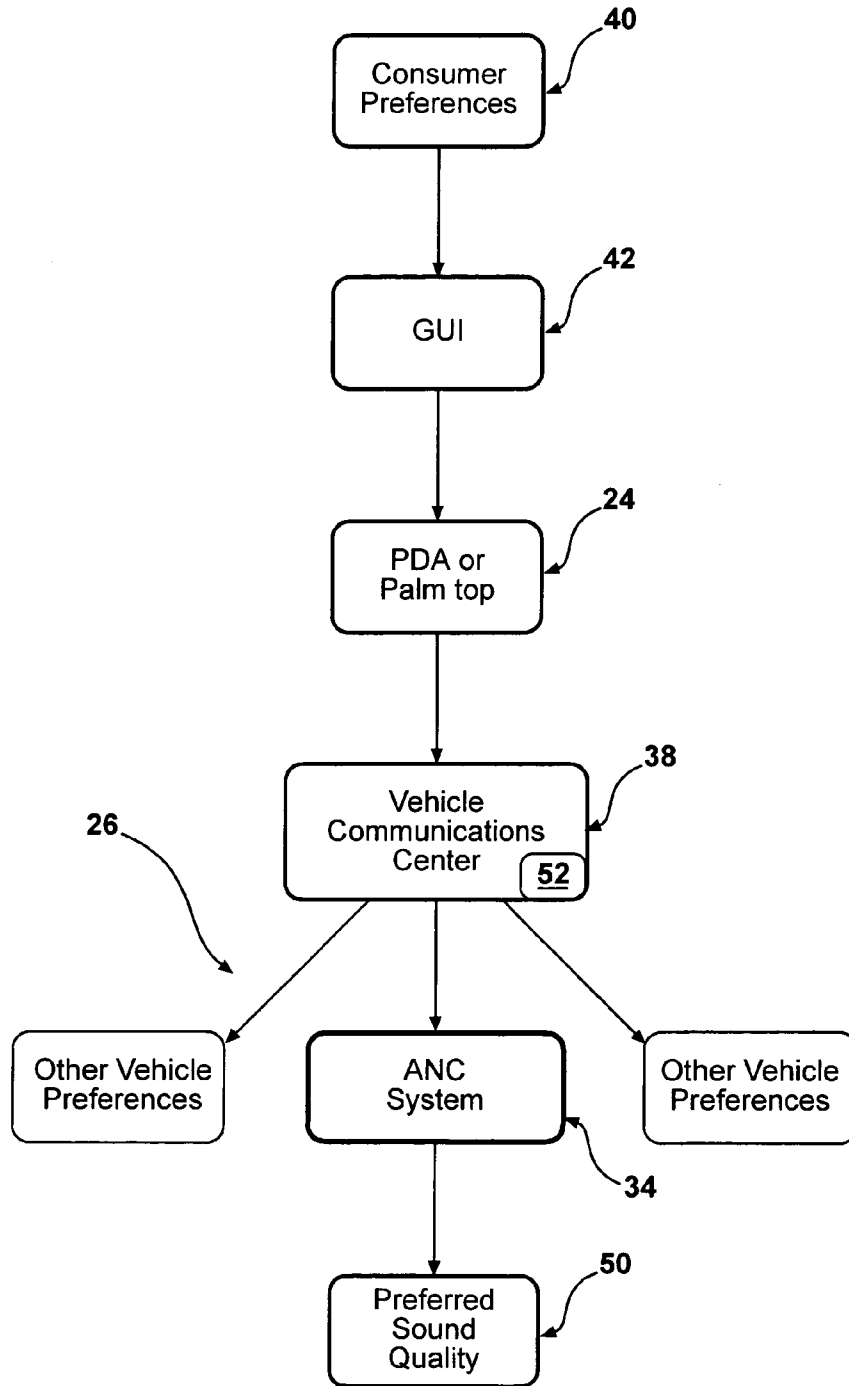 40
Consumer
Preferences
42
GUI
24
PDA or
Palm top
38
Vehicle
Communications
Center
52
26
Other Vehicle
Preferences
ANC
System
Other Vehicle
Preferences
34
50
Preferred
Sound
Quality